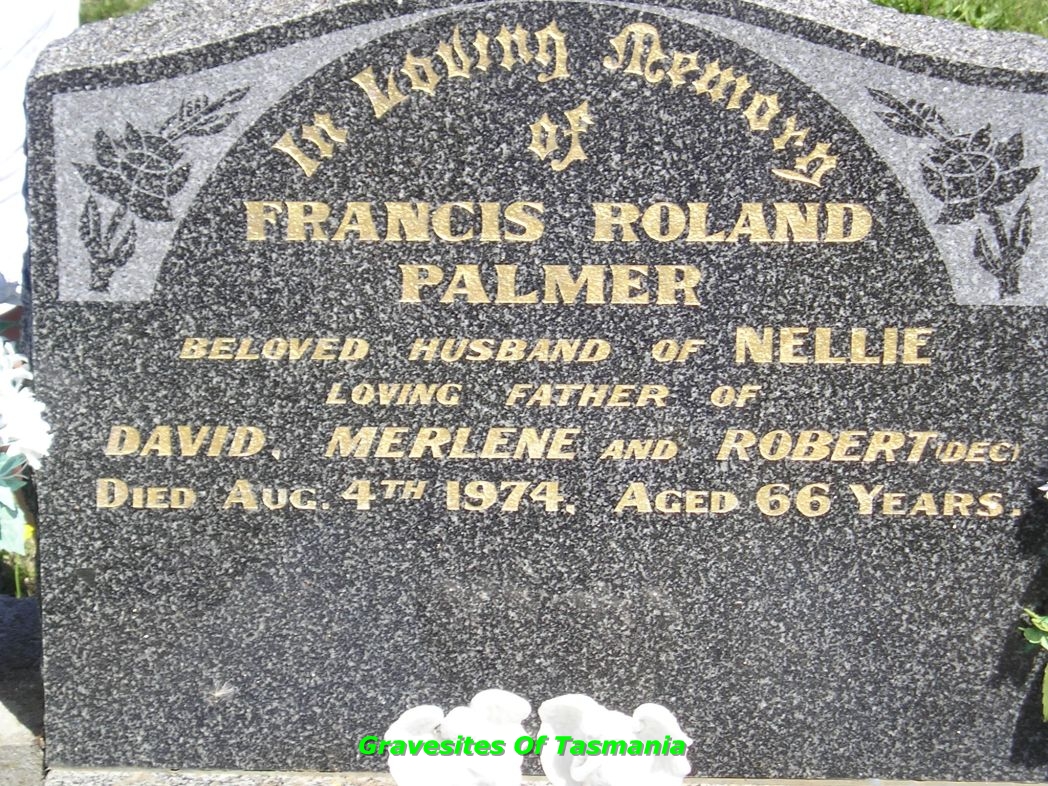 In Loving Memory
of
FRANCIS ROLAND
PALMER
BELOVED HUSBAND OF NELLIE
LOVING FATHER OF
DAVID, MERLENE AND ROBERT (DEC)
DIED AUG. 4TH 1974. AGED 66 YEARS.
Gravesites Of Tasmania